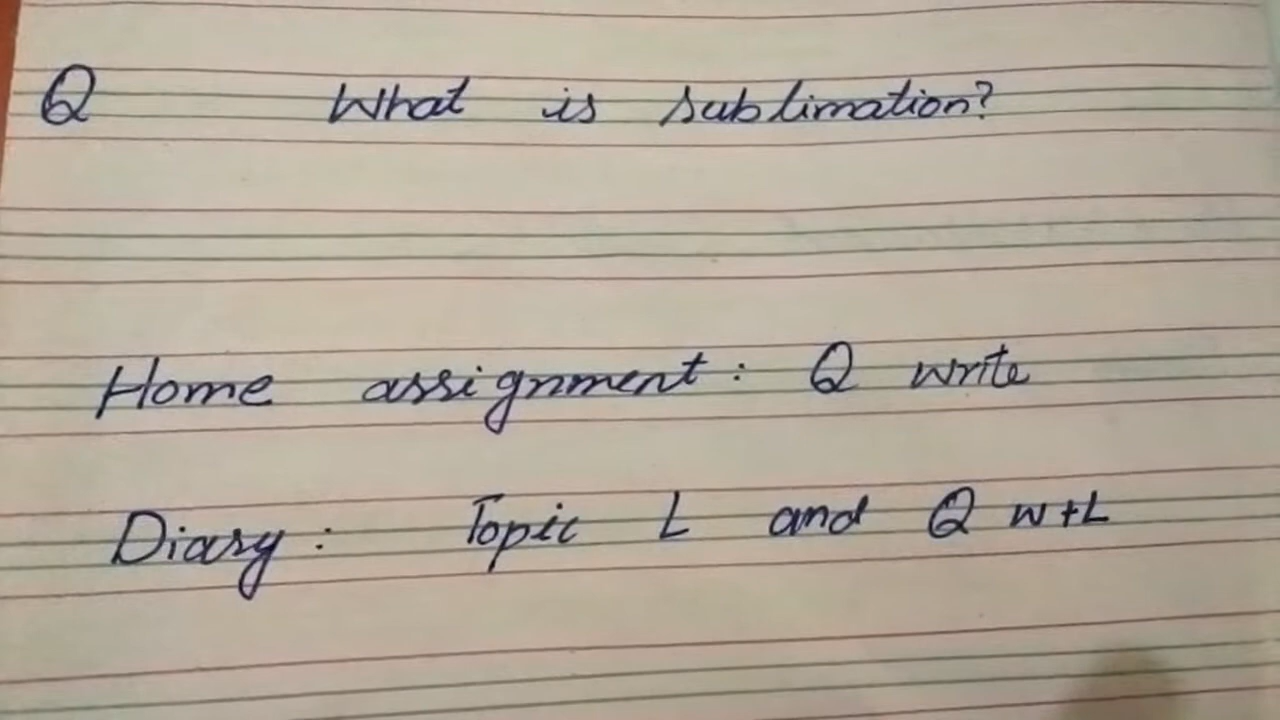 Q What is sublimation?
Home assignment: Q write
Diary: Topic L and Q W+L